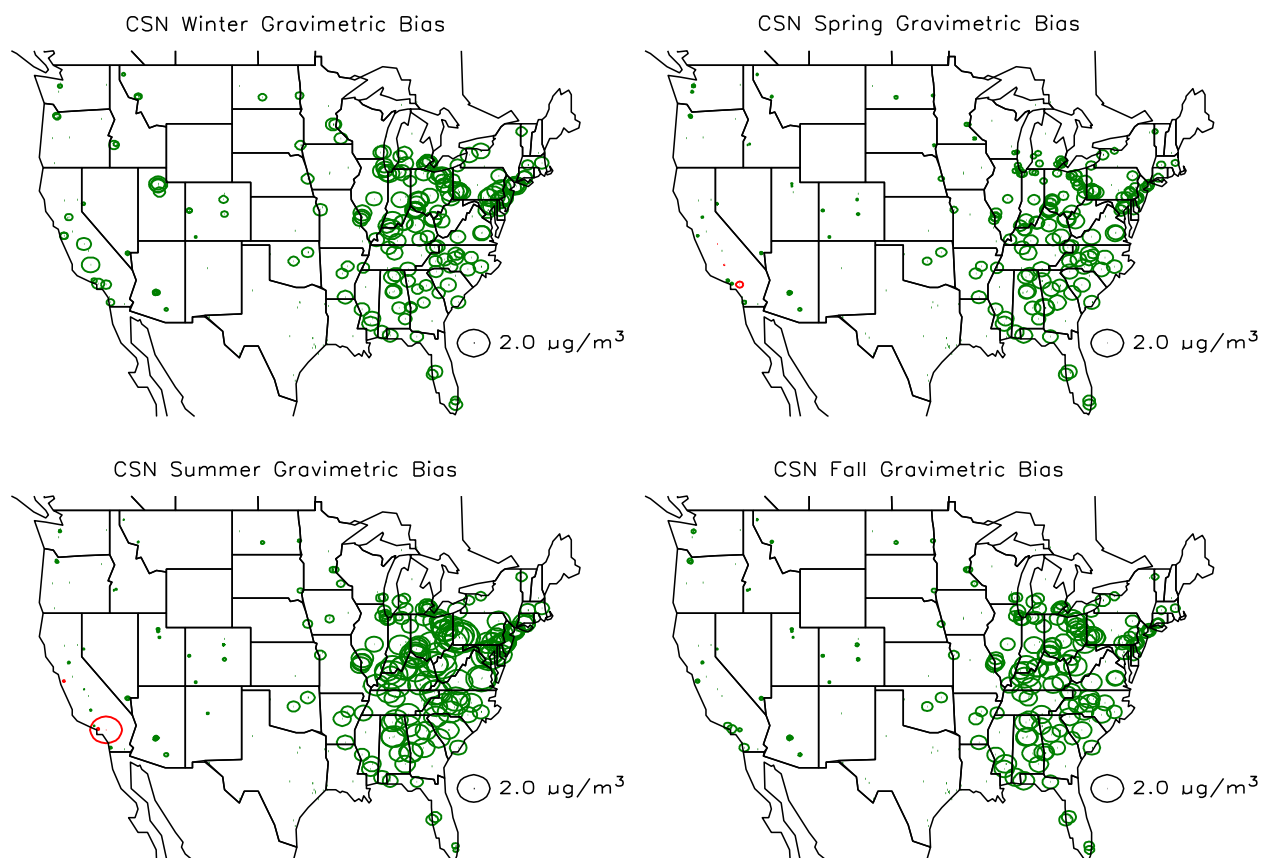 CSN Winter Gravimetric Bias
CSN Spring Gravimetric Bias
2.0 μg/m³
2.0 μg/m³
CSN Summer Gravimetric Bias
CSN Fall Gravimetric Bias
2.0 μg/m³
2.0 μg/m³